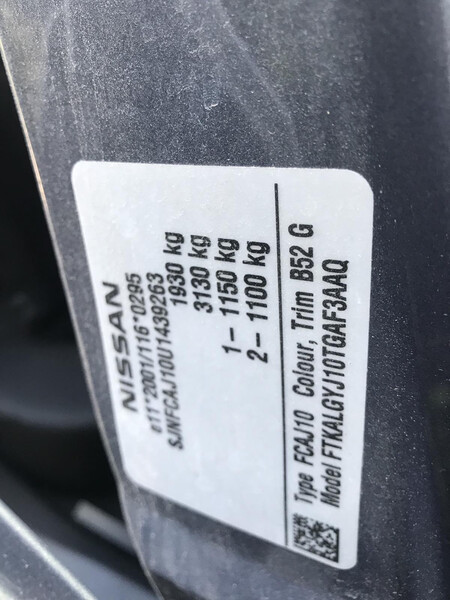 NISSAN
e11*2001/116*0295
SJNFCAJ10U1439263
1930 kg
3130 kg
1- 1150 kg
2- 1100 kg
Type FCAJ10 Colour, Trim B52 G
Model FTKALGYJ10TGAF3AAQ